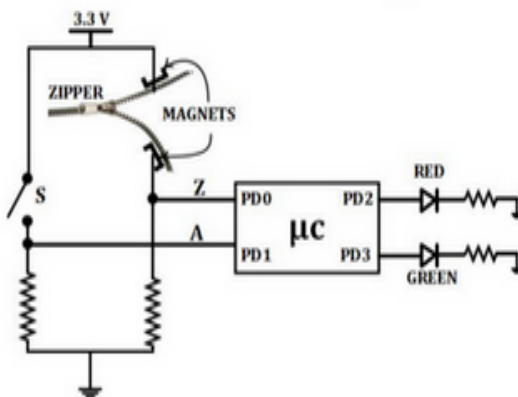 3.3 V
ZIPPER
MAGNETS
S
Z
A
PD0
PD1
μc
PD2
PD3
RED
GREEN